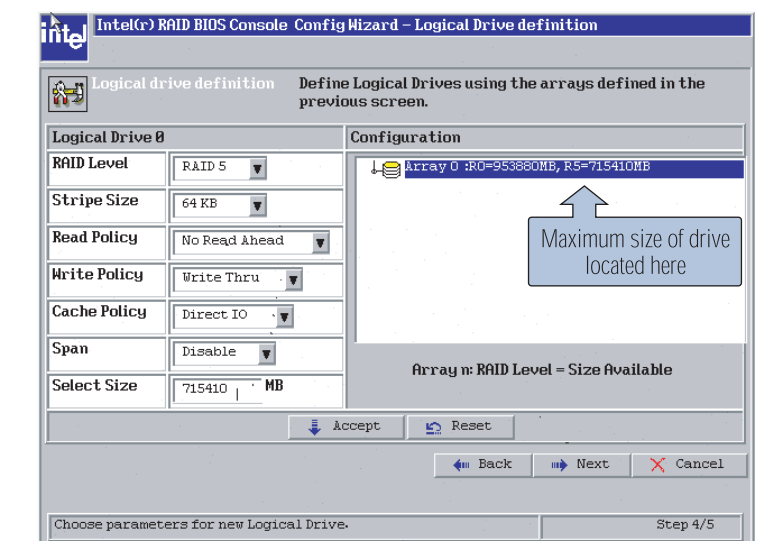 intel
Intel(r) RAID BIOS Console Config Wizard – Logical Drive definition
Logical drive definition
Define Logical Drives using the arrays defined in the
previous screen.
Logical Drive 0
RAID Level RAID 5
Stripe Size 64 KB
Read Policy No Read Ahead
Write Policy Write Thru
Cache Policy Direct IO
Span Disable
Select Size 715410 MB
Configuration
Array 0 :R0=953880MB, R5=715410MB
Maximum size of drive
located here
Array n: RAID Level = Size Available
Accept Reset
Back Next Cancel
Choose parameters for new Logical Drive. Step 4/5